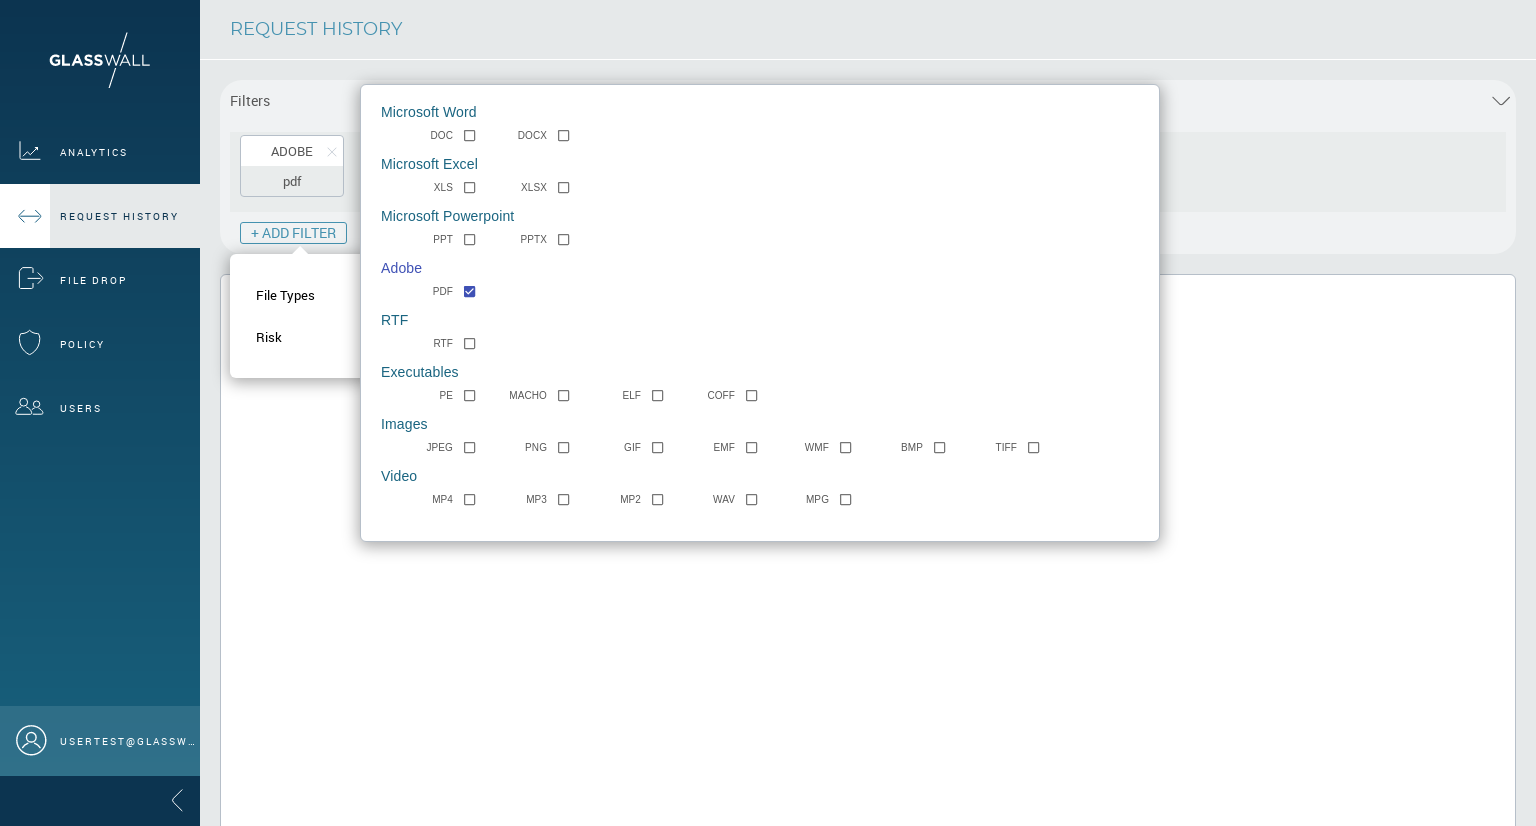 GLASSWALL
ANALYTICS
REQUEST HISTORY
FILE DROP
POLICY
USERS
USERTEST@GLASSW...
REQUEST HISTORY
Filters
ADOBE
pdf
+ ADD FILTER
File Types
Risk
Microsoft Word
DOC DOCX
Microsoft Excel
XLS XLSX
Microsoft Powerpoint
PPT PPTX
Adobe
PDF
RTF
RTF
Executables
PE MACHO ELF COFF
Images
JPEG PNG GIF EMF WMF BMP TIFF
Video
MP4 MP3 MP2 WAV MPG